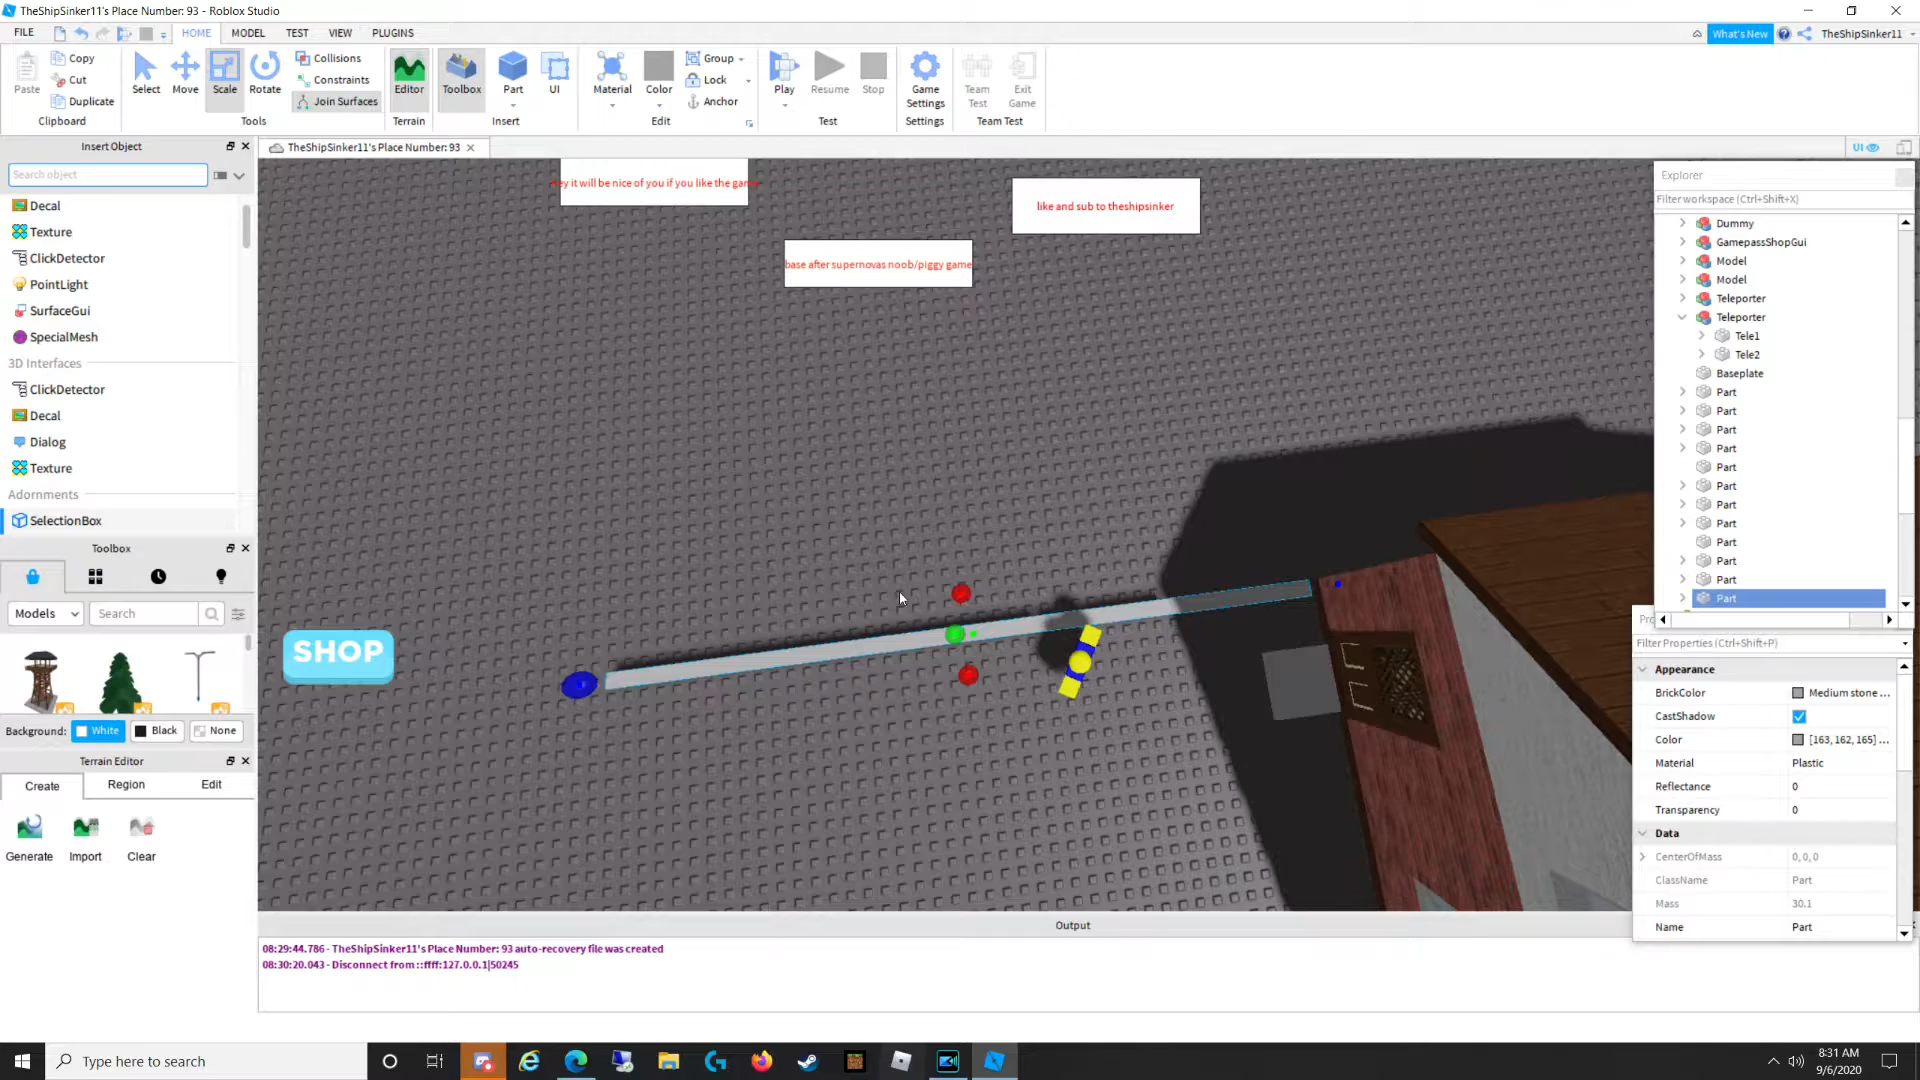 TheShipSinker11's Place Number: 93 - Roblox Studio
FILE
HOME
MODEL
TEST
VIEW
PLUGINS
What's New
TheShipSinker11
Paste
Copy
Cut
Duplicate
Clipboard
Select
Move
Scale
Rotate
Collisions
Constraints
Join Surfaces
Tools
Editor
Terrain
Toolbox
Part
UI
Insert
Material
Color
Group
Lock
Anchor
Edit
Play
Resume
Stop
Test
Game Settings
Settings
Team Test
Exit Game
Team Test
Insert Object
Search object
Decal
Texture
ClickDetector
PointLight
SurfaceGui
SpecialMesh
3D Interfaces
ClickDetector
Decal
Dialog
Texture
Adornments
SelectionBox
Toolbox
Models
Search
Background:
White
Black
None
Terrain Editor
Create
Region
Edit
Generate
Import
Clear
TheShipSinker11's Place Number: 93
UI
hey it will be nice of you if you like the game
like and sub to theshipsinker
base after supernovas noob/piggy game
SHOP
Explorer
Filter workspace (Ctrl+Shift+X)
Dummy
GamepassShopGui
Model
Model
Teleporter
Teleporter
Tele1
Tele2
Baseplate
Part
Part
Part
Part
Part
Part
Part
Part
Part
Part
Part
Part
Filter Properties (Ctrl+Shift+P)
Appearance
BrickColor Medium stone ...
CastShadow
Color [163, 162, 165] ...
Material Plastic
Reflectance 0
Transparency 0
Data
CenterOfMass 0, 0, 0
ClassName Part
Mass 30.1
Name Part
Output
08:29:44.786 - TheShipSinker11's Place Number: 93 auto-recovery file was created
08:30:20.043 - Disconnect from ::ffff:127.0.0.1|50245
Type here to search
8:31 AM
9/6/2020